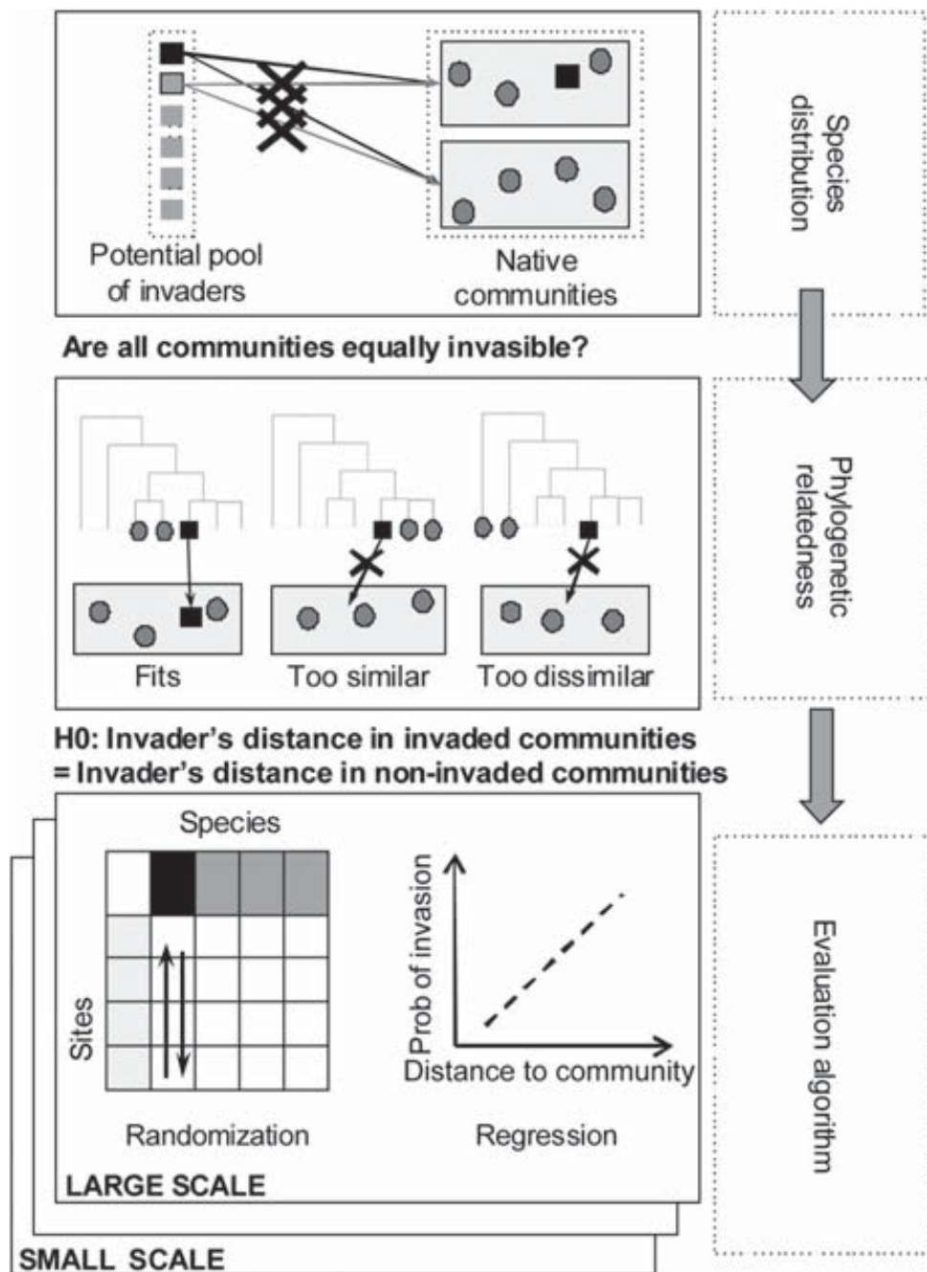 Potential pool
of invaders
Native
communities
Species
distribution
Are all communities equally invasible?
Fits
Too similar
Too dissimilar
Phylogenetic
relatedness
H0: Invader's distance in invaded communities
= Invader's distance in non-invaded communities
Species
Sites
Randomization
Prob of invasion
Distance to community
Regression
Evaluation algorithm
LARGE SCALE
SMALL SCALE